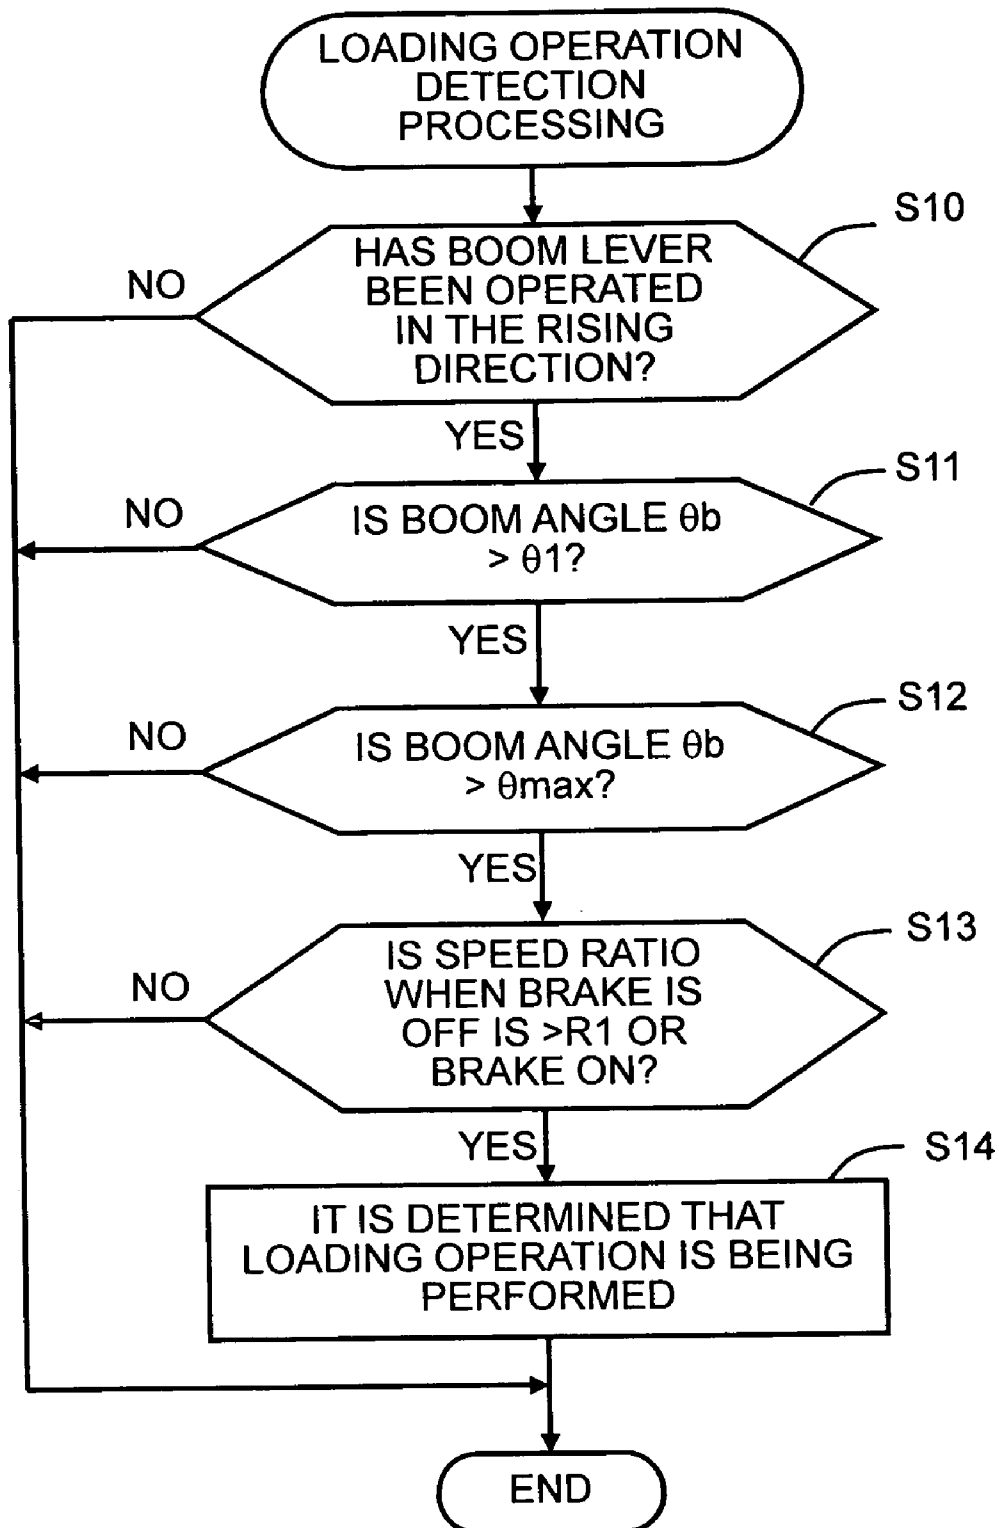 LOADING OPERATION
DETECTION
PROCESSING
S10
HAS BOOM LEVER
BEEN OPERATED
IN THE RISING
DIRECTION?
NO
YES
S11
IS BOOM ANGLE θb
> θ1?
NO
YES
S12
IS BOOM ANGLE θb
> θmax?
NO
YES
S13
IS SPEED RATIO
WHEN BRAKE IS
OFF IS >R1 OR
BRAKE ON?
NO
YES
S14
IT IS DETERMINED THAT
LOADING OPERATION IS BEING
PERFORMED
END